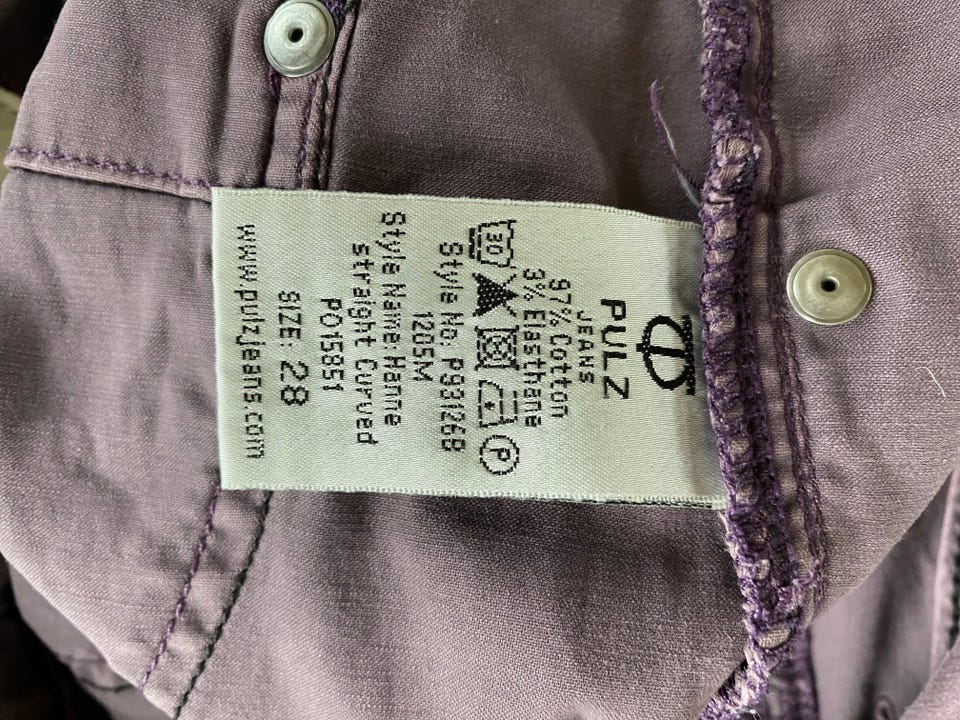 PULZ
JEANS
97% Cotton
3% Elasthane
30 P
Style No: P931268
1205M
Style Name: Hanne
straight Curved
PO15851
SIZE: 28
www.pulzjeans.com